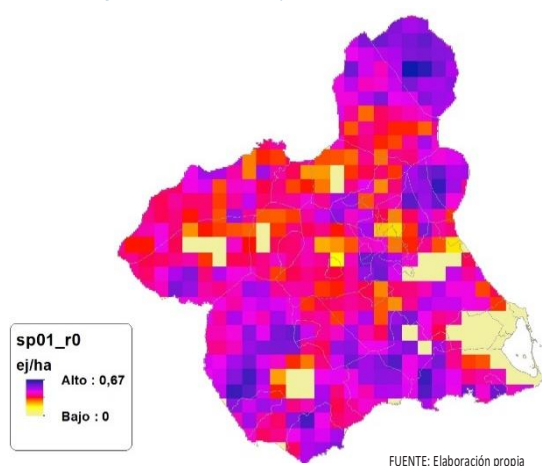 sp01_r0
ej/ha
Alto : 0,67
Bajo : 0
FUENTE: Elaboración propia